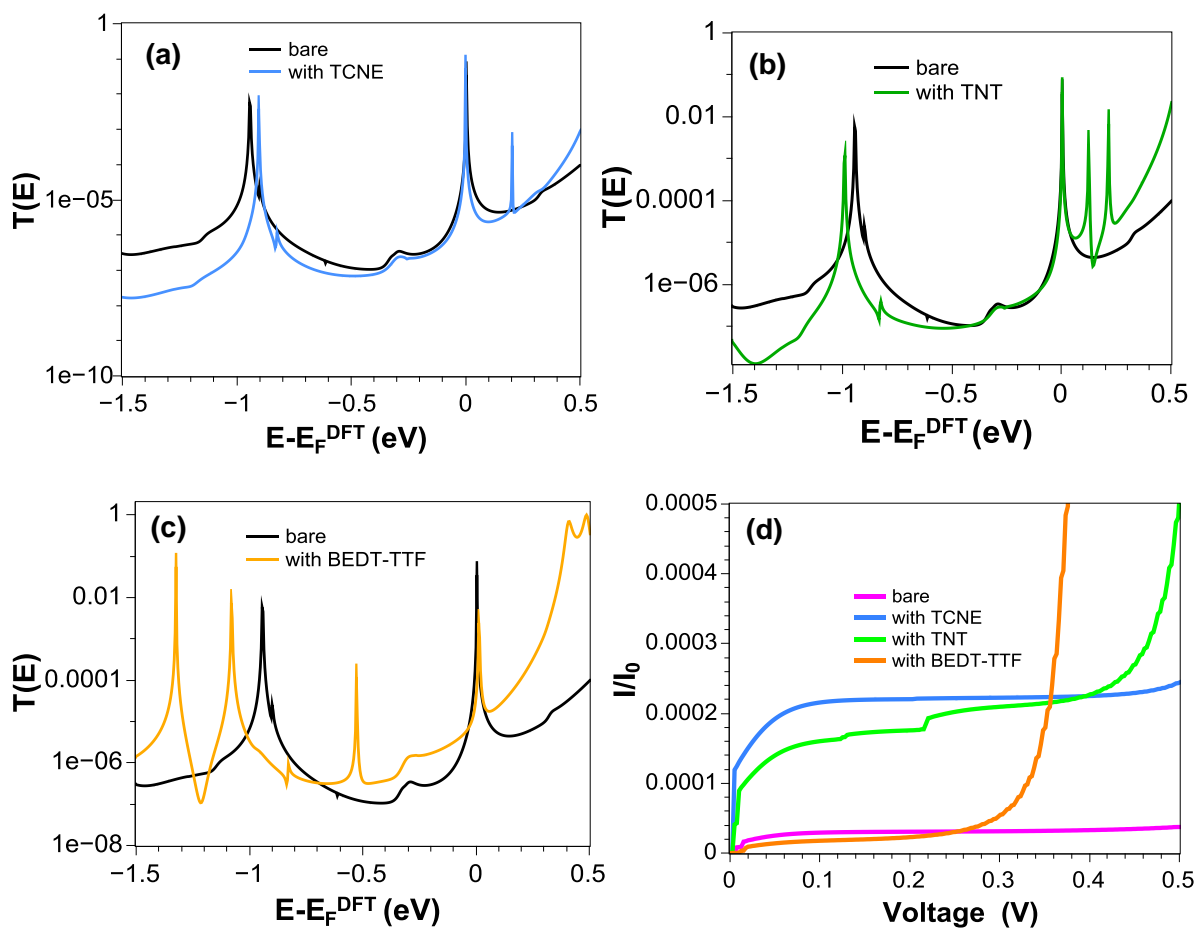 (a)
bare
with TCNE
1
1e−05
1e−10
T(E)
−1.5
−1
−0.5
0
0.5
E-E_F^DFT (eV)
(b)
bare
with TNT
1
0.01
0.0001
1e−06
T(E)
−1.5
−1
−0.5
0
0.5
E-E_F^DFT (eV)
(c)
bare
with BEDT-TTF
1
0.01
0.0001
1e−06
1e−08
T(E)
−1.5
−1
−0.5
0
0.5
E-E_F^DFT (eV)
(d)
bare
with TCNE
with TNT
with BEDT-TTF
0.0005
0.0004
0.0003
0.0002
0.0001
0
I/I_0
0
0.1
0.2
0.3
0.4
0.5
Voltage (V)